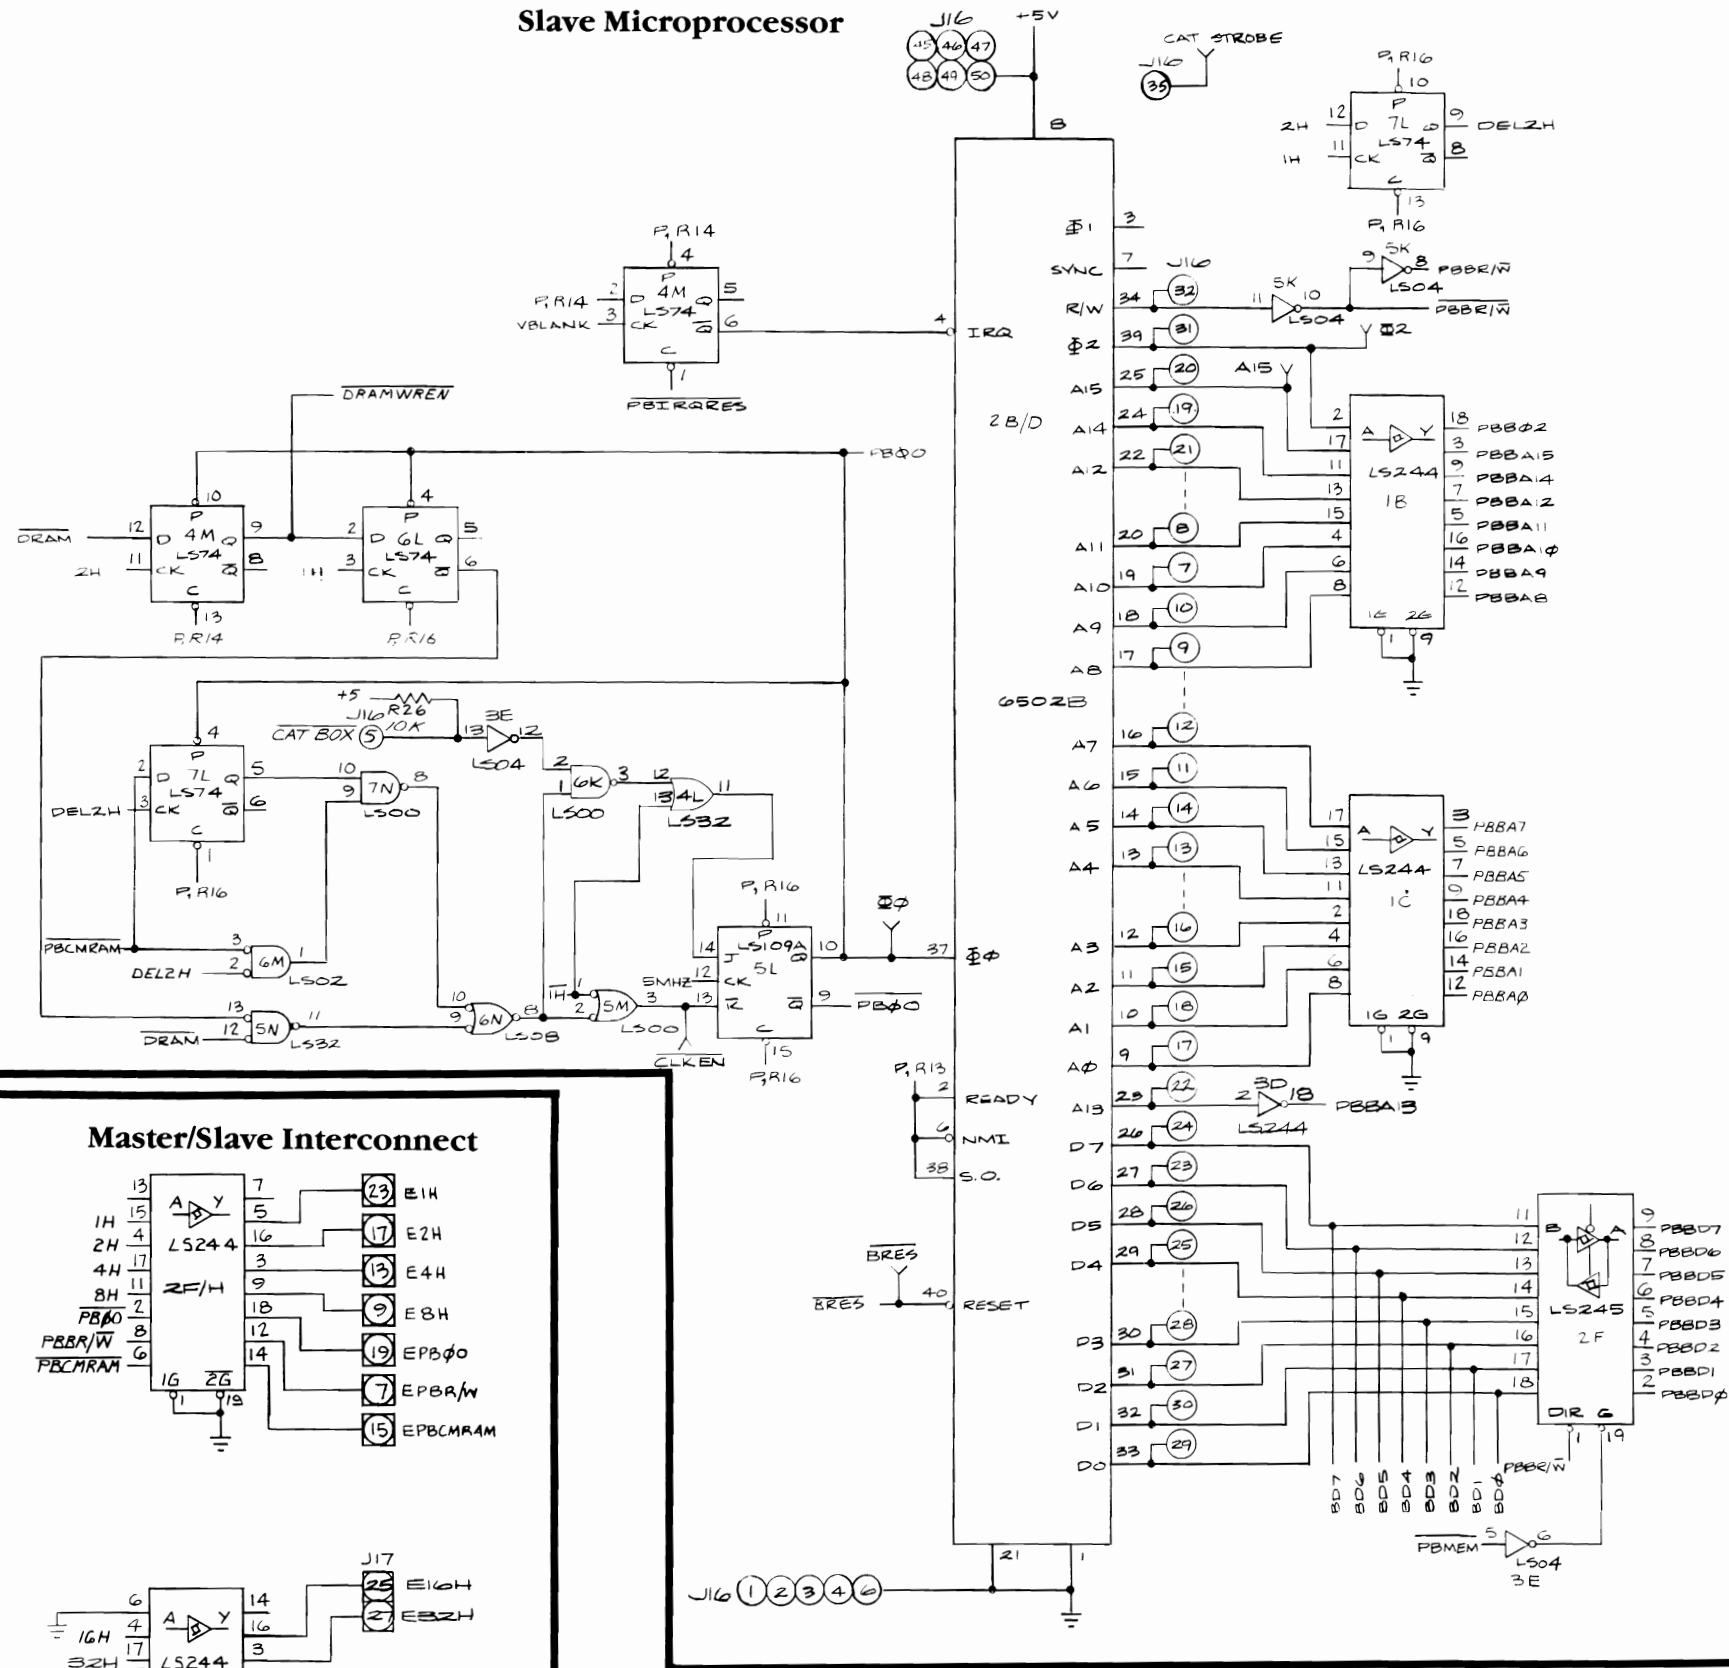 Slave Microprocessor
J16
45 46 47
48 49 50
+5V
8
CAT STROBE
J16
35
P, R16
10
P
2H 12 D 7L Q 9 DEL2H
LS74
1H 11 CK Q 8
C
13
P, R16
P, R14
4
P
P, R14 2 D 4M Q 5
LS74
VBLANK 3 CK Q 6
C
1
PBIRQRES
4 IRQ
2 B/D
6502B
Φ1 3
SYNC 7
J16
R/W 34 32
11 5K 10
LS04
9 5K 8 PBBR/W
LS04
PBBR/W
Φ2 39 31
Φ2
A15 25 20
A15
A14 24 19
A12 22 21
A11 20 8
A10 19 7
A9 18 10
A8 17 9
2 A Y 18 PBBΦ2
17 3 PBBA15
11 LS244 9 PBBA14
13 1B 7 PBBA12
15 5 PBBA11
4 16 PBBA1Φ
6 14 PBBA9
8 12 PBBA8
1G 2G
1 9
DRAMWREN
PBΦ0
10
P
DRAM 12 D 4M Q 9
LS74
2H 11 CK Q 8
C
13
P, R14
4
P
2 D 6L Q 5
LS74
1H 3 CK Q 6
C
P, R16
+5
R26
10K
J16
CAT BOX 5
13 3E 12
LS04
4
P
2 D 7L Q 5
LS74
DEL2H 3 CK Q 6
C
1
P, R16
10
9 7N 8
LS00
2
1 6K 3
LS00
12
13 4L 11
LS32
PBCMRAM 3
DEL2H 2 6M 1
LS02
13
DRAM 12 5N 11
LS32
10
9 6N 8
LS08
1H 1
2 5M 3
LS00
CLKEN
P, R16
11
14 J LS109A Q 10
5L
5MHZ 12 CK
13 K Q 9 PBΦ0
C
15
P, R16
Φφ
37 Φφ
A7 16 12
A6 15 11
A5 14 14
A4 13 13
A3 12 16
A2 11 15
A1 10 18
Aφ 9 17
17 A Y 3 PBBA7
15 5 PBBA6
13 LS244 7 PBBA5
11 1C 9 PBBA4
2 18 PBBA3
4 16 PBBA2
6 14 PBBA1
8 12 PBBAφ
1G 2G
1 9
A13 23 22
2 3D 18 PBBA13
LS244
P, R13
2 READY
6 NMI
38 S.O.
BRES
BRES 40 RESET
D7 26 24
D6 27 23
D5 28 26
D4 29 25
D3 30 28
D2 31 27
D1 32 30
D0 33 29
11 B A 9 PBBD7
12 8 PBBD6
13 7 PBBD5
14 6 PBBD4
LS245
15 5 PBBD3
16 2F 4 PBBD2
17 3 PBBD1
18 2 PBBDφ
DIR G
1 19
PBBR/W
BD7 BD6 BD5 BD4 BD3 BD2 BD1 BDφ
PBMEM 5 6
LS04
3E
21 1
J16 1 2 3 4 6
Master/Slave Interconnect
13 A Y 7
1H 15 5 23 E1H
2H 4 LS244 16 17 E2H
4H 17 3 13 E4H
8H 11 2F/H 9 9 E8H
PBφ0 2 18 19 EPBφ0
PBBR/W 8 12 7 EPBR/W
PBCMRAM 6 14 15 EPBCMRAM
1G 2G
1 19
J17
6 14 25 E16H
16H 4 A Y 16 27 E32H
32H 17 LS244 3